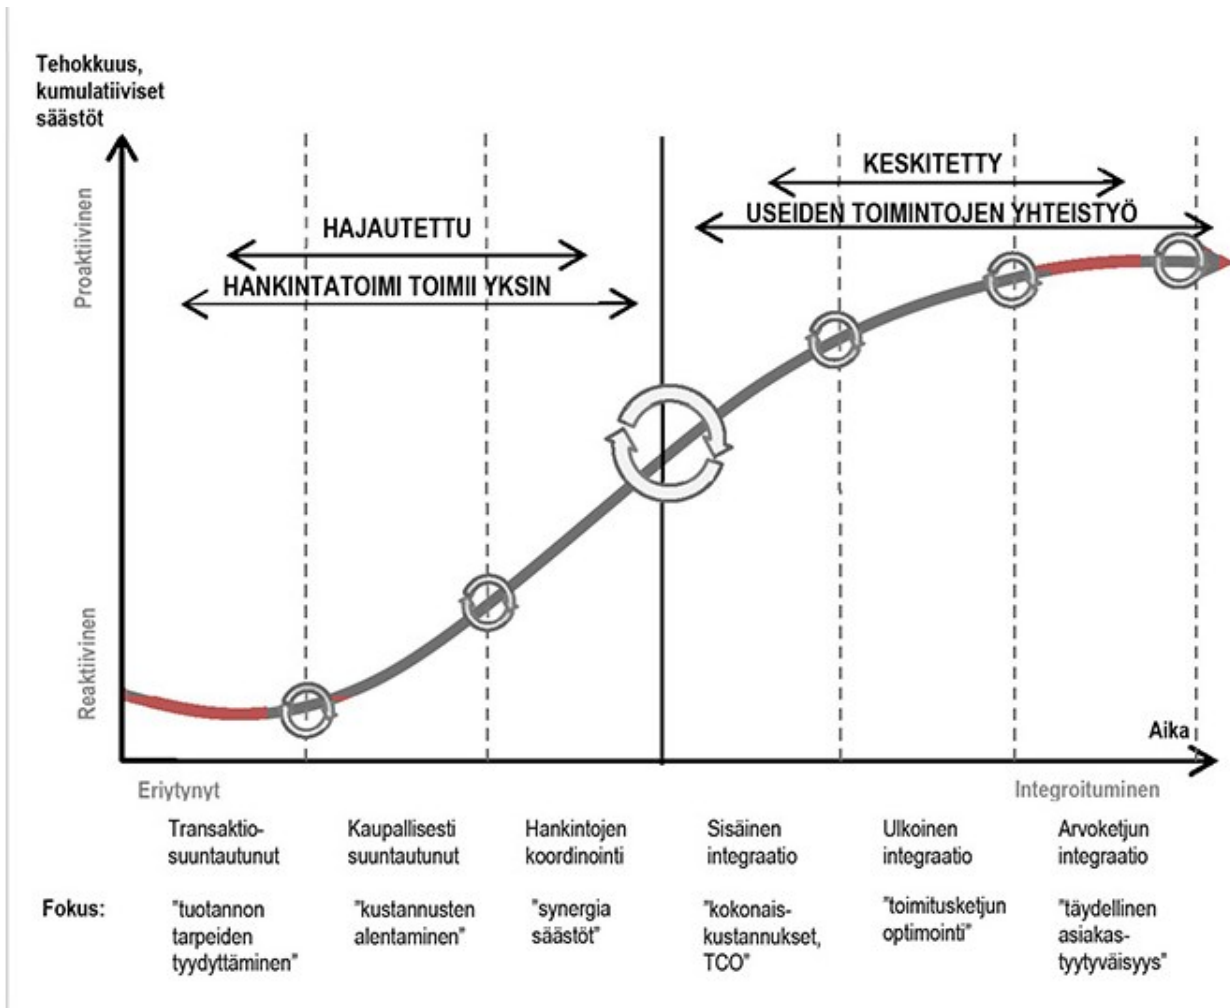 Tehokkuus,
kumulatiiviset
säästöt
Proaktiivinen
Reaktiivinen
KESKITETTY
USEIDEN TOIMINTOJEN YHTEISTYÖ
HAJAUTETTU
HANKINTATOIMI TOIMII YKSIN
Aika
Eriytynyt
Integroituminen
Transaktio-
suuntautunut
Kaupallisesti
suuntautunut
Hankintojen
koordinointi
Sisäinen
integraatio
Ulkoinen
integraatio
Arvoketjun
integraatio
Fokus:
"tuotannon
tarpeiden
tyydyttäminen"
"kustannusten
alentaminen"
"synergia
säästöt"
"kokonais-
kustannukset,
TCO"
"toimitusketjun
optimointi"
"täydellinen
asiakas-
tyytyväisyys"